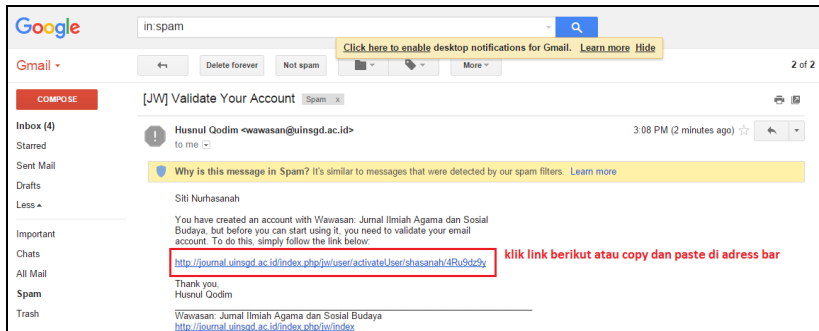 Google
in:spam
Click here to enable desktop notifications for Gmail. Learn more Hide
Gmail
Delete forever
Not spam
More
2 of 2
COMPOSE
[JW] Validate Your Account
Spam x
Inbox (4)
Starred
Sent Mail
Drafts
Less
Important
Chats
All Mail
Spam
Trash
Husnul Qodim <wawasan@uinsgd.ac.id>
to me
3:08 PM (2 minutes ago)
Why is this message in Spam? It's similar to messages that were detected by our spam filters. Learn more
Siti Nurhasanah
You have created an account with Wawasan: Jurnal Ilmiah Agama dan Sosial
Budaya, but before you can start using it, you need to validate your email
account. To do this, simply follow the link below:
http://journal.uinsgd.ac.id/index.php/jw/user/activateUser/shasanah/4Ru9dz9y
klik link berikut atau copy dan paste di adress bar
Thank you,
Husnul Qodim
Wawasan: Jurnal Ilmiah Agama dan Sosial Budaya
http://journal.uinsgd.ac.id/index.php/jw/index